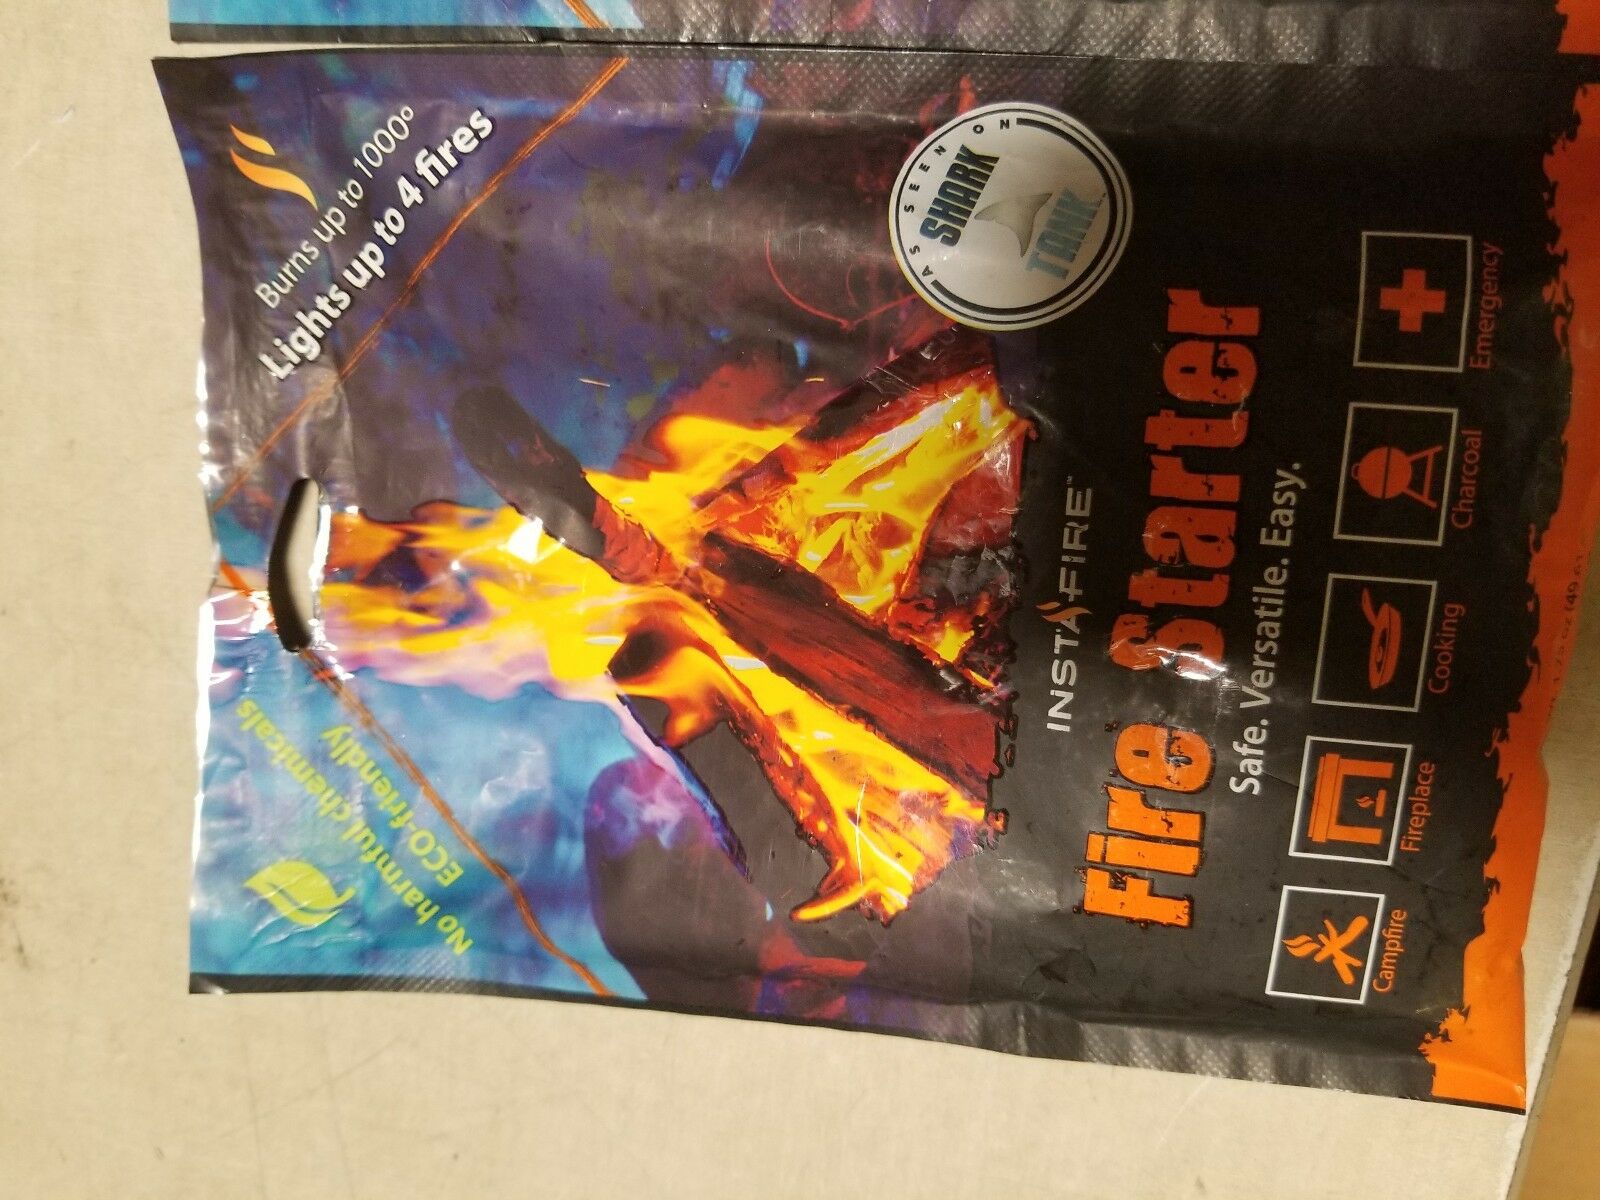 No harmful chemicals
ECO-friendly
Burns up to 1000°
Lights up to 4 fires
AS SEEN ON
SHARK
TANK
INSTAFIRE™
Fire Starter
Safe. Versatile. Easy.
Campfire
Fireplace
Cooking
Charcoal
Emergency